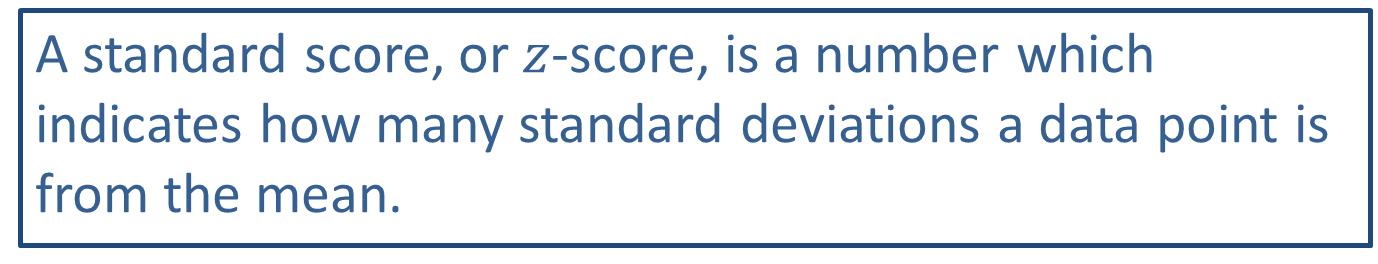 A standard score, or z-score, is a number which
indicates how many standard deviations a data point is
from the mean.